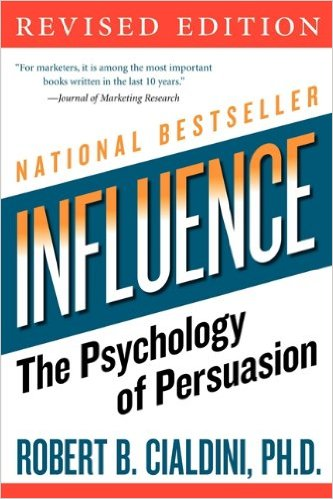 REVISED EDITION
"For marketers, it is among the most important
books written in the last 10 years."
—Journal of Marketing Research
NATIONAL BESTSELLER
INFLUENCE
The Psychology
of Persuasion
ROBERT B. CIALDINI, PH.D.